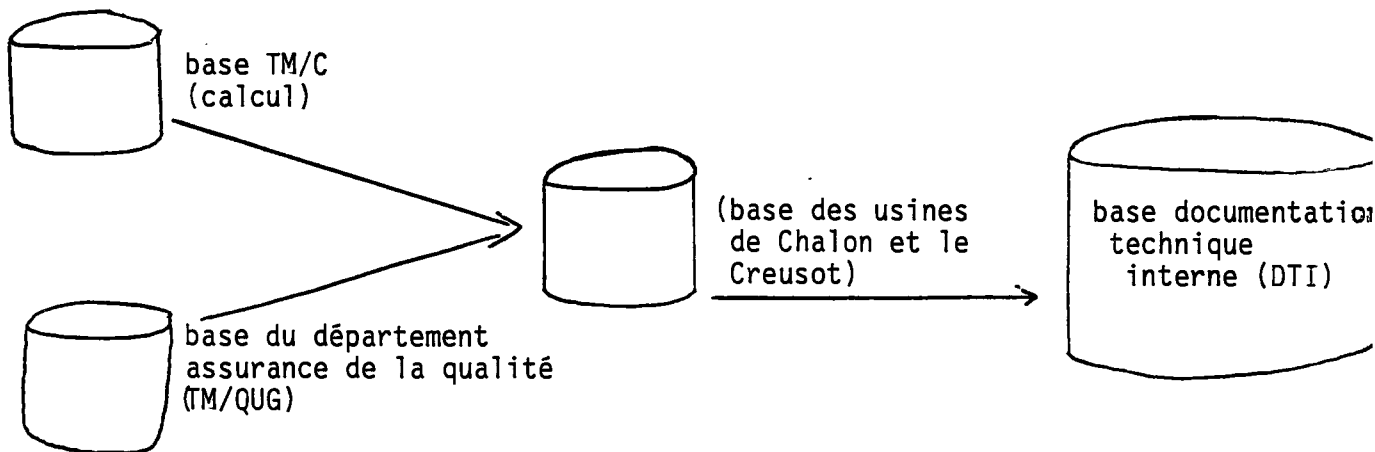 base TM/C
(calcul)
(base des usines
de Chalon et le
Creusot)
base documentation
technique
interne (DTI)
base du département
assurance de la qualité
(TM/QUG)